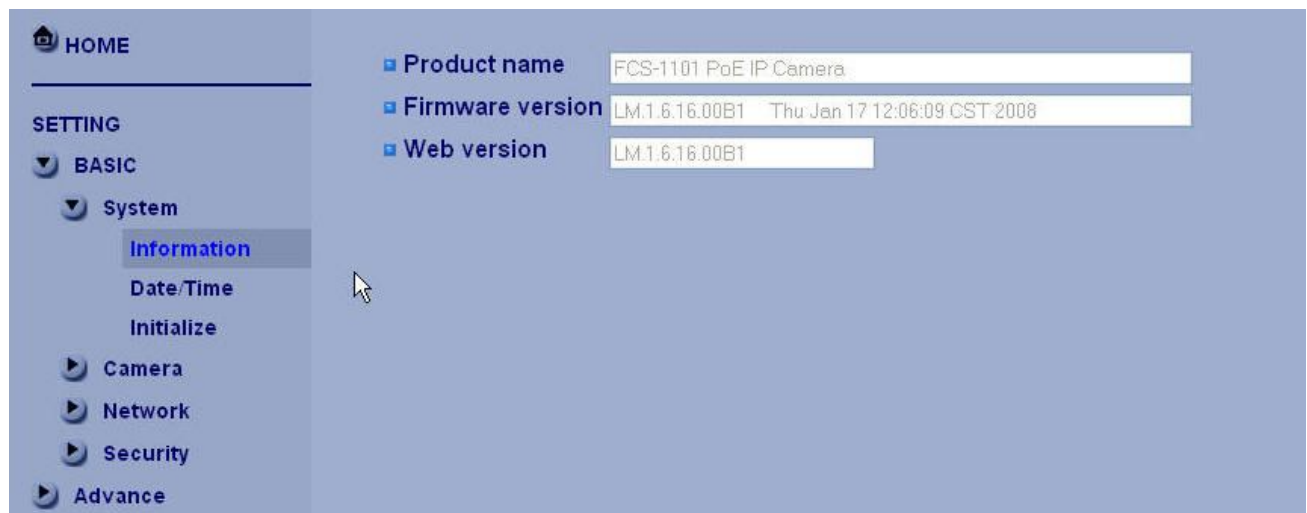 HOME
SETTING
BASIC
System
Information
Date/Time
Initialize
Camera
Network
Security
Advance
Product name FCS-1101 PoE IP Camera
Firmware version LM.1.6.16.00B1 Thu Jan 17 12:06:09 CST 2008
Web version LM.1.6.16.00B1